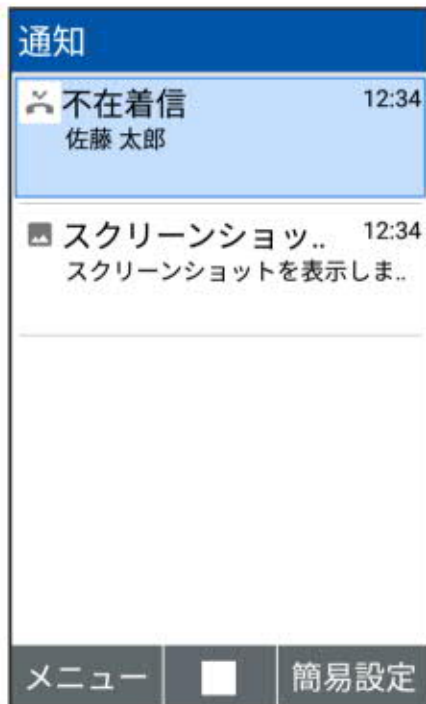 通知
不在着信 12:34
佐藤 太郎
スクリーンショッ.. 12:34
スクリーンショットを表示しま..
メニュー 簡易設定